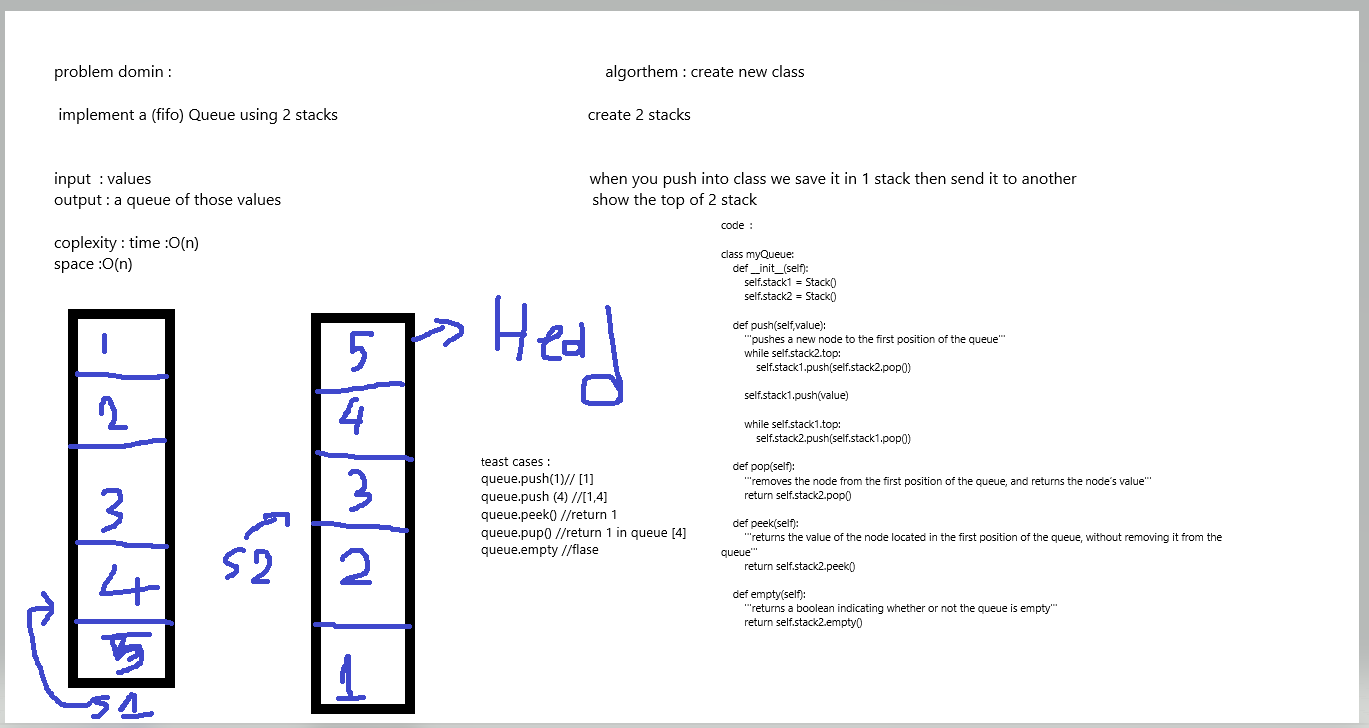 problem domin :
implement a (fifo) Queue using 2 stacks
input : values
output : a queue of those values
coplexity : time :O(n)
space :O(n)
1
2
3
4
5
s1
s2
5
4
3
2
1
Hed
teast cases :
queue.push(1)// [1]
queue.push (4) //[1,4]
queue.peek() //return 1
queue.pup() //return 1 in queue [4]
queue.empty //flase
algorthem : create new class
create 2 stacks
when you push into class we save it in 1 stack then send it to another
show the top of 2 stack
code :
class myQueue:
def __init__(self):
self.stack1 = Stack()
self.stack2 = Stack()
def push(self,value):
'''pushes a new node to the first position of the queue'''
while self.stack2.top:
self.stack1.push(self.stack2.pop())
self.stack1.push(value)
while self.stack1.top:
self.stack2.push(self.stack1.pop())
def pop(self):
'''removes the node from the first position of the queue, and returns the node's value'''
return self.stack2.pop()
def peek(self):
'''returns the value of the node located in the first position of the queue, without removing it from the
queue'''
return self.stack2.peek()
def empty(self):
'''returns a boolean indicating whether or not the queue is empty'''
return self.stack2.empty()